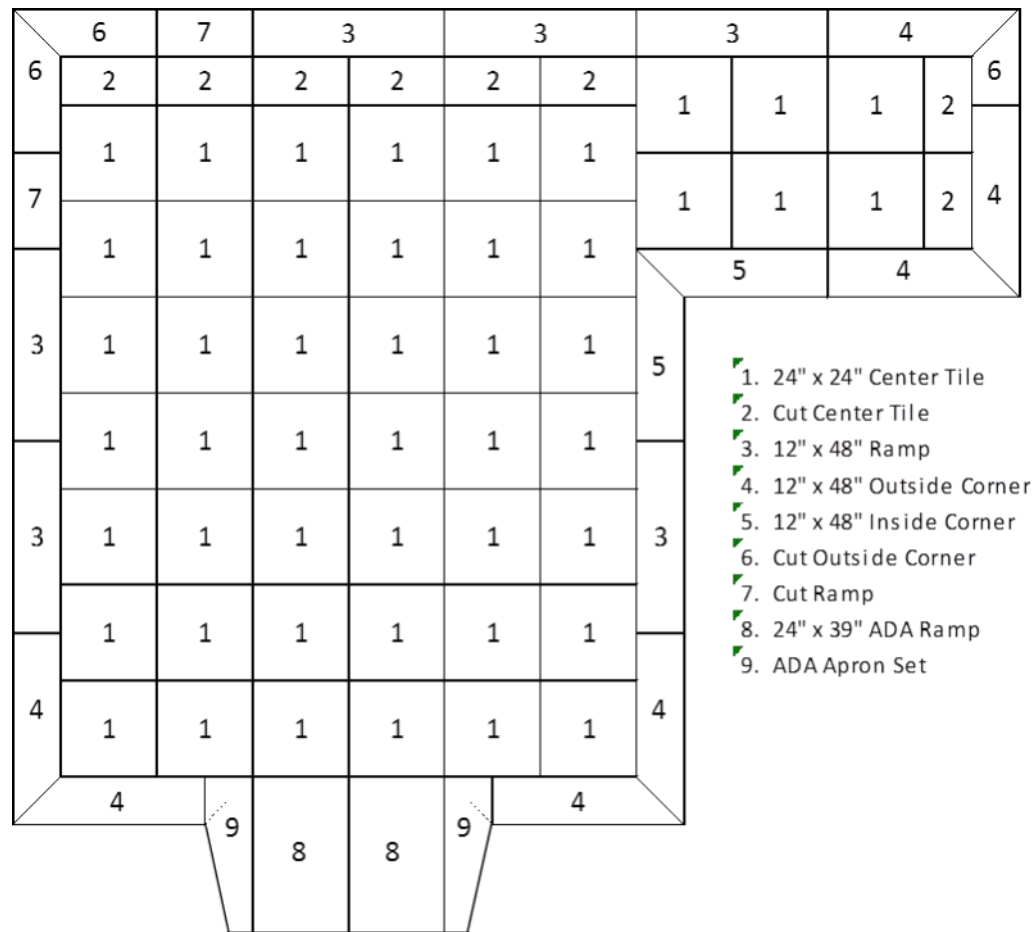 6 7 3 3 3 4
6 2 2 2 2 2 2 1 1 1 2 6
1 1 1 1 1 1
7 1 1 1 2 4
1 1 1 1 1 1
5 4
3 1 1 1 1 1 1 5
1 1 1 1 1 1
3 1 1 1 1 1 1 3
1 1 1 1 1 1
4 1 1 1 1 1 1 4
4 9 8 8 9 4
1. 24" x 24" Center Tile
2. Cut Center Tile
3. 12" x 48" Ramp
4. 12" x 48" Outside Corner
5. 12" x 48" Inside Corner
6. Cut Outside Corner
7. Cut Ramp
8. 24" x 39" ADA Ramp
9. ADA Apron Set